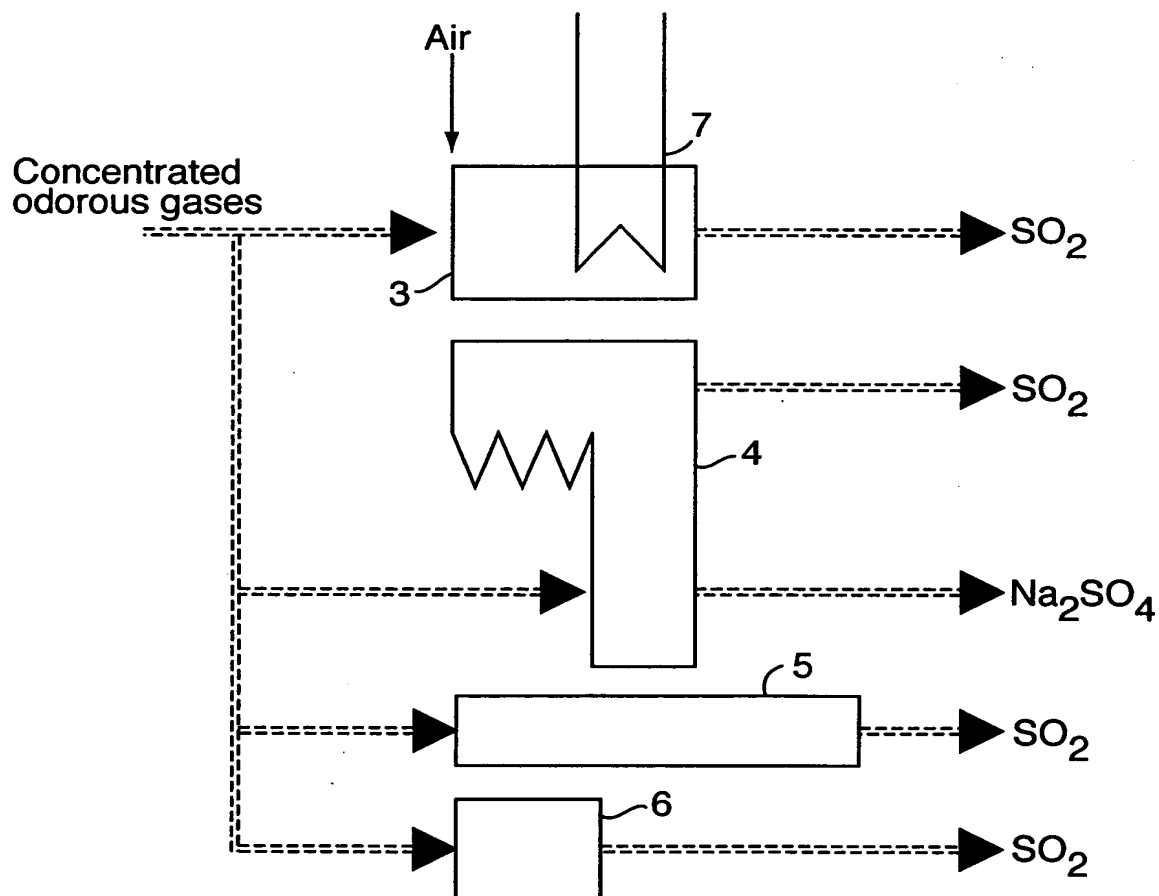 Air
7
Concentrated
odorous gases
SO₂
3
SO₂
4
Na₂SO₄
5
SO₂
6
SO₂